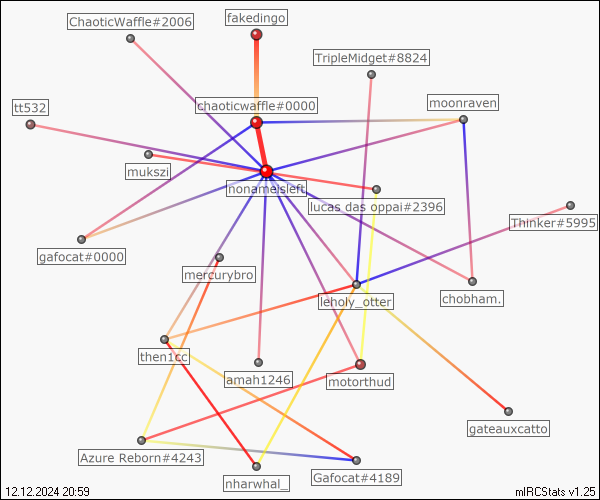 fakedingo
ChaoticWaffle#2006
TripleMidget#8824
chaoticwaffle#0000
moonraven
tt532
mukszi
nonameisleft
lucas das oppai#2396
Thinker#5995
gafocat#0000
mercurybro
leholy_otter
chobham.
then1cc
amah1246
motorthud
gateauxcatto
Azure Reborn#4243
nharwhal_
Gafocat#4189
12.12.2024 20:59
mIRCStats v1.25